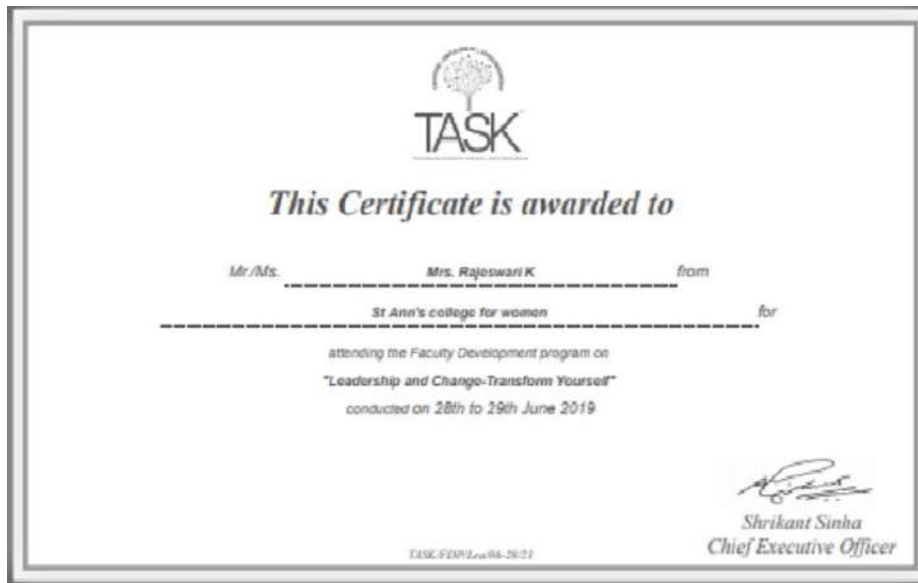 TASK
This Certificate is awarded to
Mr./Ms. Mrs. Rajeswari K from
St Ann's college for women for
attending the Faculty Development program on
"Leadership and Change-Transform Yourself"
conducted on 28th to 29th June 2019
Shrikant Sinha
Chief Executive Officer